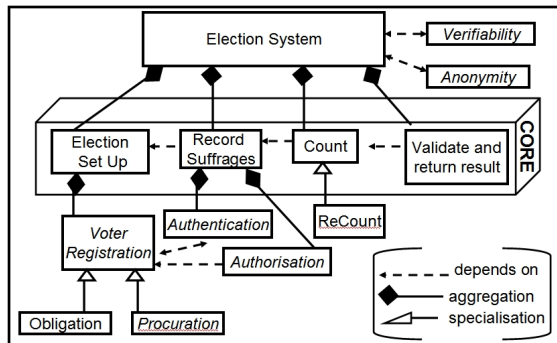 Election System
Verifiability
Anonymity
CORE
Election
Set Up
Record
Suffrages
Count
Validate and
return result
Voter
Registration
Authentication
ReCount
Authorisation
Obligation
Procuration
depends on
aggregation
specialisation